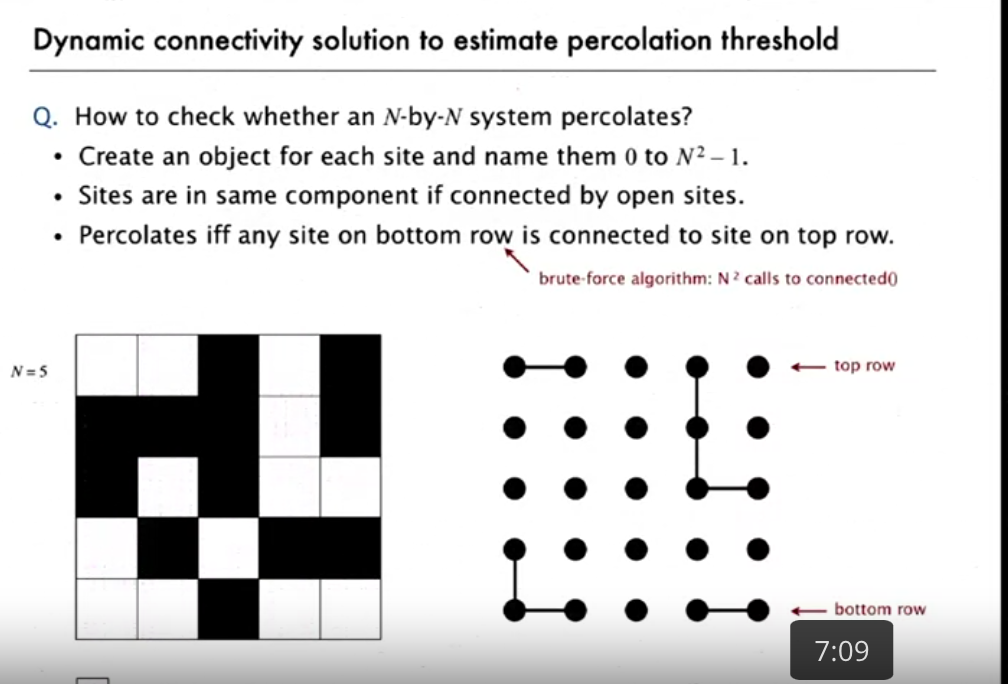 Dynamic connectivity solution to estimate percolation threshold
Q. How to check whether an N-by-N system percolates?
• Create an object for each site and name them 0 to N² – 1.
• Sites are in same component if connected by open sites.
• Percolates iff any site on bottom row is connected to site on top row.
brute-force algorithm: N² calls to connected()
N = 5
top row
bottom row
7:09